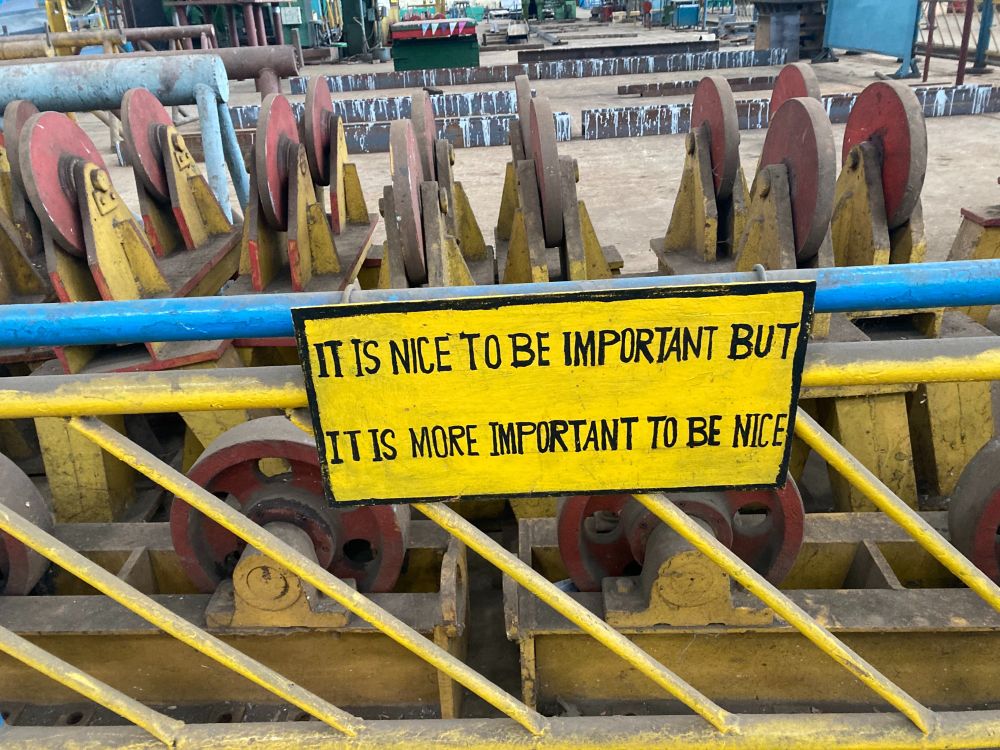 IT IS NICE TO BE IMPORTANT BUT
IT IS MORE IMPORTANT TO BE NICE